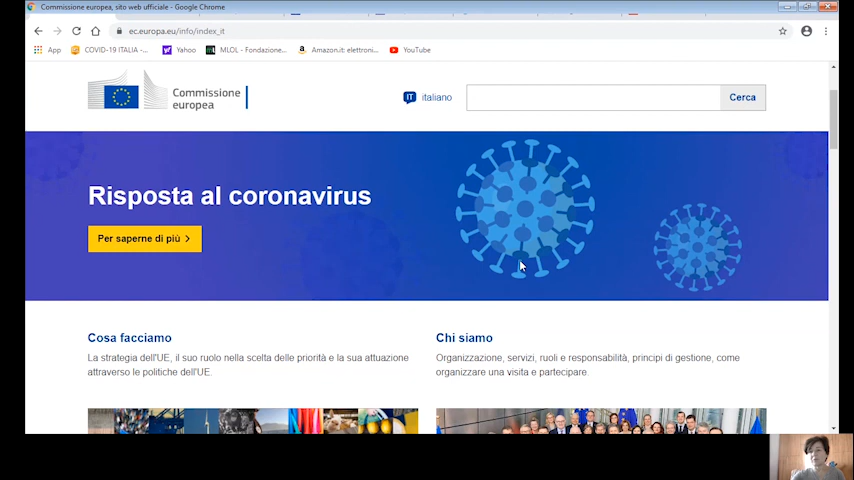 Commissione europea, sito web ufficiale - Google Chrome
ec.europa.eu/info/index_it
App COVID-19 ITALIA -... Yahoo MLOL - Fondazione... Amazon.it: elettroni... YouTube
Commissione
europea
IT italiano
Cerca
Risposta al coronavirus
Per saperne di più
Cosa facciamo
La strategia dell'UE, il suo ruolo nella scelta delle priorità e la sua attuazione
attraverso le politiche dell'UE.
Chi siamo
Organizzazione, servizi, ruoli e responsabilità, principi di gestione, come
organizzare una visita e partecipare.